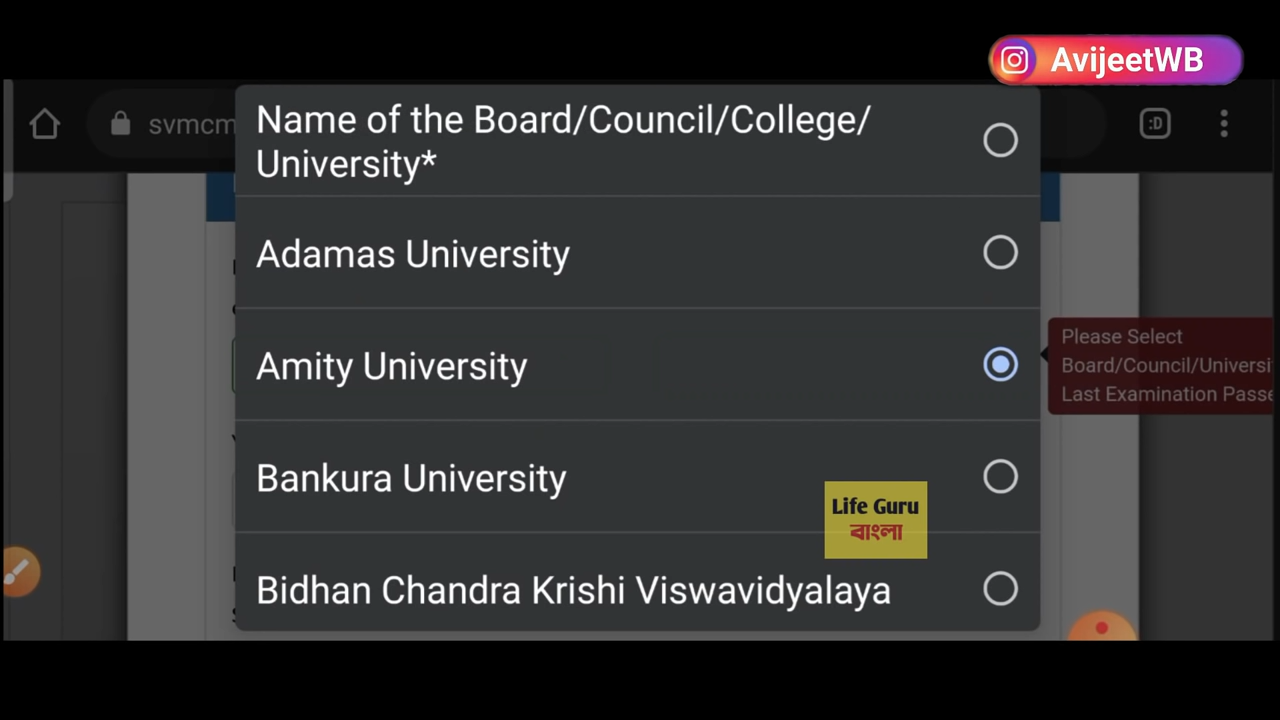 AvijeetWB
svmcm
:D
Name of the Board/Council/College/
University*
Adamas University
Amity University
Please Select
Board/Council/Universi
Last Examination Passe
Bankura University
Life Guru
বাংলা
Bidhan Chandra Krishi Viswavidyalaya